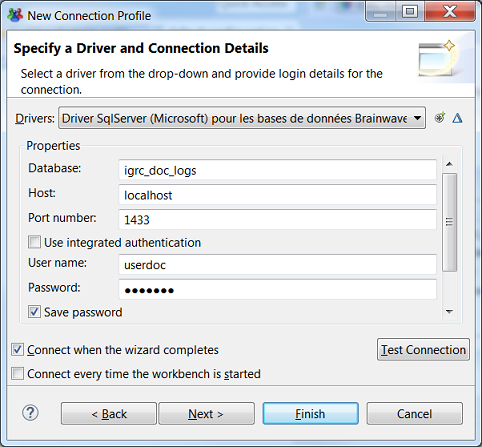 New Connection Profile
Specify a Driver and Connection Details
Select a driver from the drop-down and provide login details for the
connection.
Drivers: Driver SqlServer (Microsoft) pour les bases de données Brainwave
Properties
Database: igrc_doc_logs
Host: localhost
Port number: 1433
Use integrated authentication
User name: userdoc
Password: ●●●●●●●
Save password
Connect when the wizard completes
Test Connection
Connect every time the workbench is started
? < Back Next > Finish Cancel